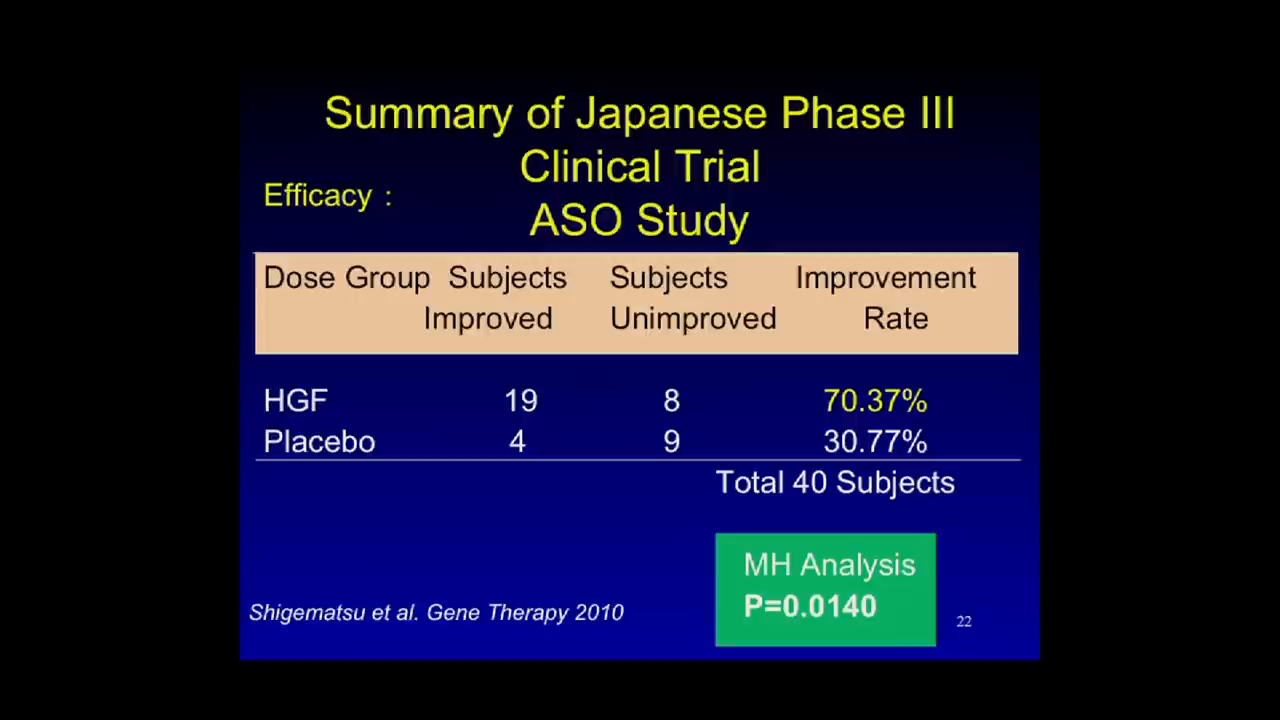 Summary of Japanese Phase III
Clinical Trial
Efficacy :
ASO Study
Dose Group Subjects Subjects Improvement
Improved Unimproved Rate
HGF 19 8 70.37%
Placebo 4 9 30.77%
Total 40 Subjects
MH Analysis
P=0.0140
Shigematsu et al. Gene Therapy 2010
22